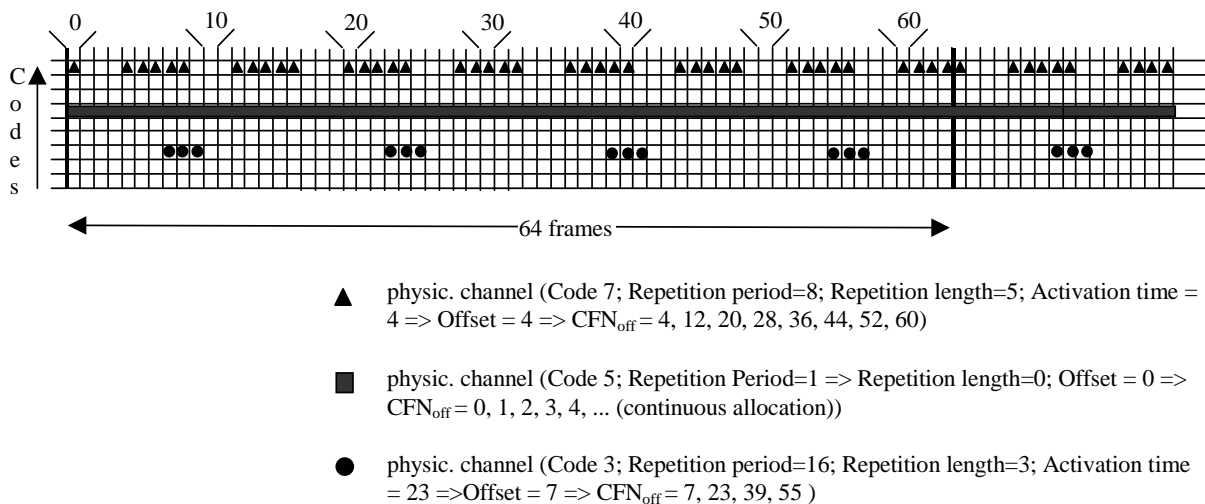 0 10 20 30 40 50 60
C
o
d
e
s
64 frames
physic. channel (Code 7; Repetition period=8; Repetition length=5; Activation time =
4 => Offset = 4 => CFNoff = 4, 12, 20, 28, 36, 44, 52, 60)
physic. channel (Code 5; Repetition Period=1 => Repetition length=0; Offset = 0 =>
CFNoff = 0, 1, 2, 3, 4, ... (continuous allocation))
physic. channel (Code 3; Repetition period=16; Repetition length=3; Activation time
= 23 =>Offset = 7 => CFNoff = 7, 23, 39, 55 )